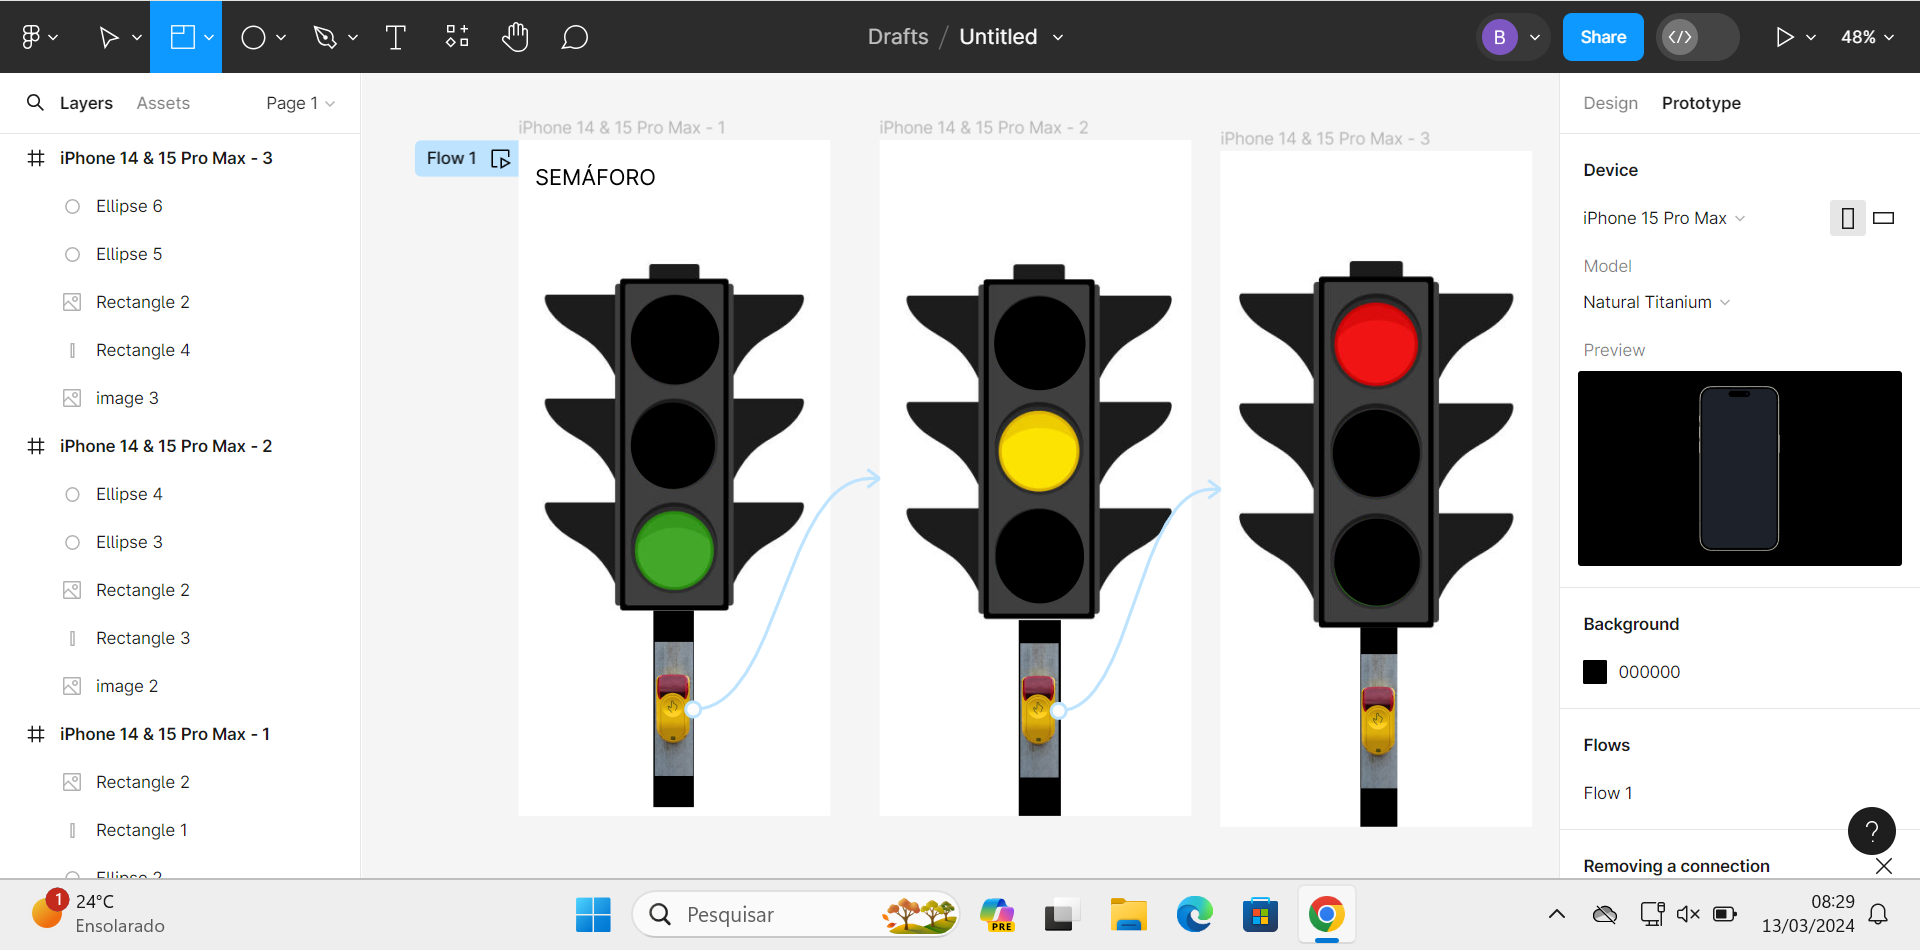 Drafts / Untitled
B
Share
48%
Layers
Assets
Page 1
iPhone 14 & 15 Pro Max - 3
Ellipse 6
Ellipse 5
Rectangle 2
Rectangle 4
image 3
iPhone 14 & 15 Pro Max - 2
Ellipse 4
Ellipse 3
Rectangle 2
Rectangle 3
image 2
iPhone 14 & 15 Pro Max - 1
Rectangle 2
Rectangle 1
Ellipse 2
iPhone 14 & 15 Pro Max - 1
iPhone 14 & 15 Pro Max - 2
iPhone 14 & 15 Pro Max - 3
Flow 1
SEMÁFORO
Design
Prototype
Device
iPhone 15 Pro Max
Model
Natural Titanium
Preview
Background
000000
Flows
Flow 1
?
Removing a connection
1
24°C
Ensolarado
Pesquisar
PRE
08:29
13/03/2024